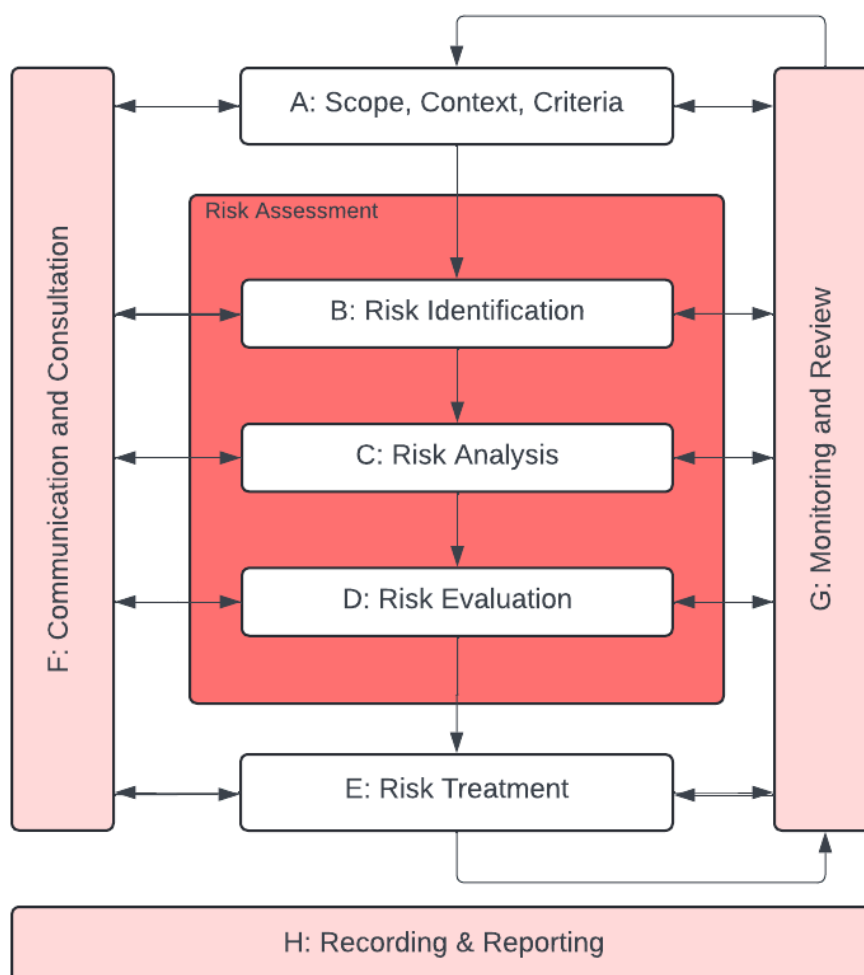 A: Scope, Context, Criteria
Risk Assessment
B: Risk Identification
C: Risk Analysis
D: Risk Evaluation
E: Risk Treatment
F: Communication and Consultation
G: Monitoring and Review
H: Recording & Reporting